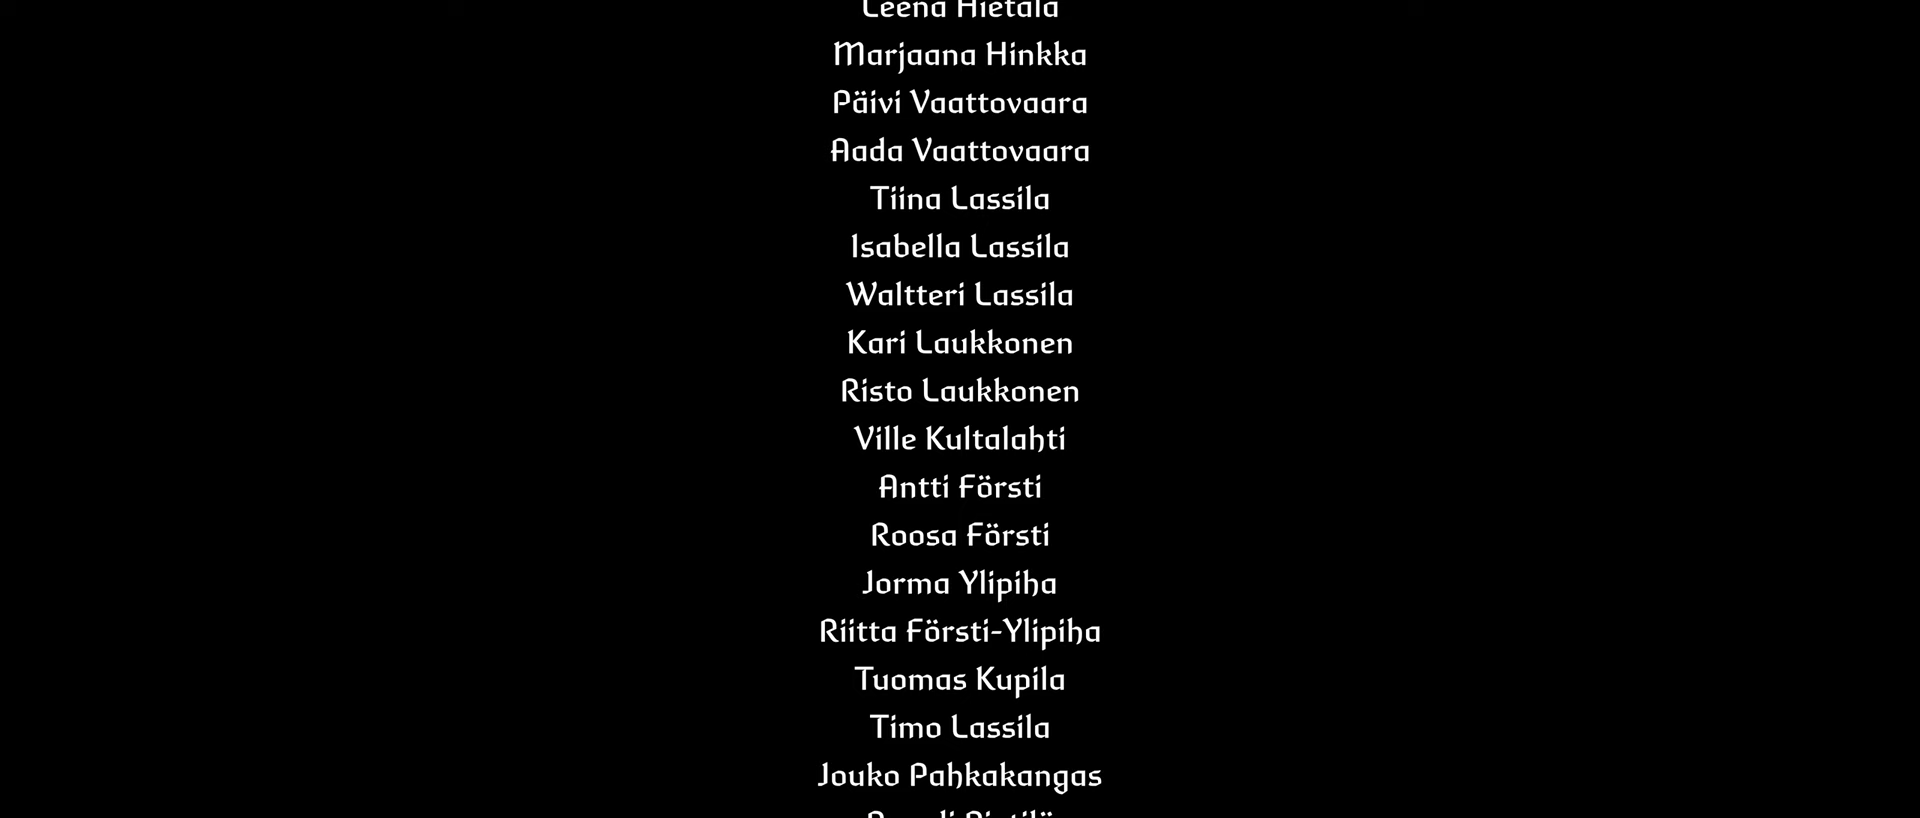 Leena Hietala
Marjaana Hinkka
Päivi Vaattovaara
Aada Vaattovaara
Tiina Lassila
Isabella Lassila
Waltteri Lassila
Kari Laukkonen
Risto Laukkonen
Ville Kultalahti
Antti Försti
Roosa Försti
Jorma Ylipiha
Riitta Försti-Ylipiha
Tuomas Kupila
Timo Lassila
Jouko Pahkakangas